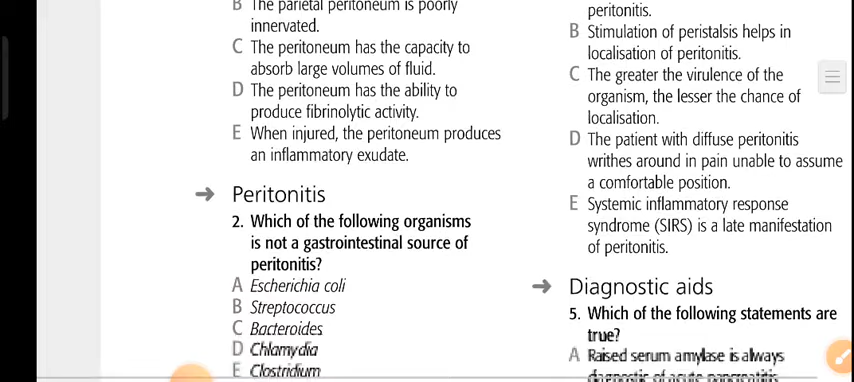 B The parietal peritoneum is poorly
innervated.
C The peritoneum has the capacity to
absorb large volumes of fluid.
D The peritoneum has the ability to
produce fibrinolytic activity.
E When injured, the peritoneum produces
an inflammatory exudate.
➜ Peritonitis
2. Which of the following organisms
is not a gastrointestinal source of
peritonitis?
A Escherichia coli
B Streptococcus
C Bacteroides
D Chlamydia
E Clostridium
peritonitis.
B Stimulation of peristalsis helps in
localisation of peritonitis.
C The greater the virulence of the
organism, the lesser the chance of
localisation.
D The patient with diffuse peritonitis
writhes around in pain unable to assume
a comfortable position.
E Systemic inflammatory response
syndrome (SIRS) is a late manifestation
of peritonitis.
➜ Diagnostic aids
5. Which of the following statements are
true?
A Raised serum amylase is always
diagnostic of acute pancreatitis.